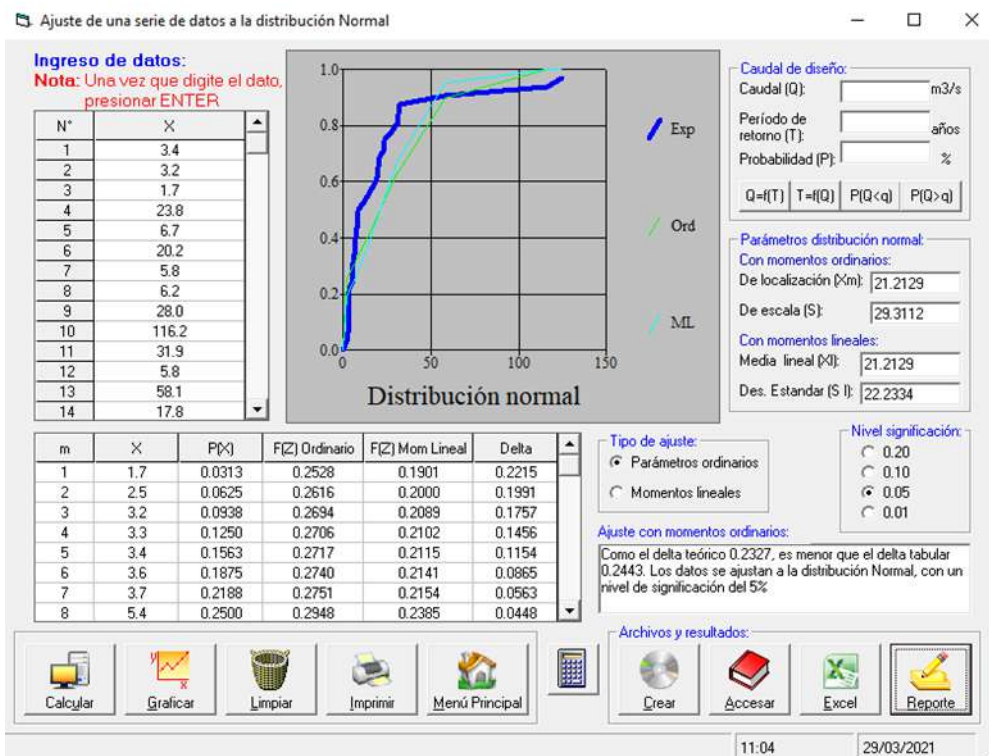 Ajuste de una serie de datos a la distribución Normal
Ingreso de datos:
Nota: Una vez que digite el dato,
presionar ENTER
N° X
1 3.4
2 3.2
3 1.7
4 23.8
5 6.7
6 20.2
7 5.8
8 6.2
9 28.0
10 116.2
11 31.9
12 5.8
13 58.1
14 17.8
1.0
0.8
0.6
0.4
0.2
0.0
0 50 100 150
Exp
Ord
ML
Distribución normal
Caudal de diseño:
Caudal (Q): m3/s
Período de
retorno (T): años
Probabilidad (P): %
Q=f(T) T=f(Q) P(Q<q) P(Q>q)
Parámetros distribución normal:
Con momentos ordinarios:
De localización (Xm): 21.2129
De escala (S): 29.3112
Con momentos lineales:
Media lineal (Xl): 21.2129
Des. Estandar (S l): 22.2334
m X P(X) F(Z) Ordinario F(Z) Mom Lineal Delta
1 1.7 0.0313 0.2528 0.1901 0.2215
2 2.5 0.0625 0.2616 0.2000 0.1991
3 3.2 0.0938 0.2694 0.2089 0.1757
4 3.3 0.1250 0.2706 0.2102 0.1456
5 3.4 0.1563 0.2717 0.2115 0.1154
6 3.6 0.1875 0.2740 0.2141 0.0865
7 3.7 0.2188 0.2751 0.2154 0.0563
8 5.4 0.2500 0.2948 0.2385 0.0448
Tipo de ajuste:
Parámetros ordinarios
Momentos lineales
Nivel significación:
0.20
0.10
0.05
0.01
Ajuste con momentos ordinarios:
Como el delta teórico 0.2327, es menor que el delta tabular
0.2443. Los datos se ajustan a la distribución Normal, con un
nivel de significación del 5%
Calcular Graficar Limpiar Imprimir Menú Principal
Archivos y resultados:
Crear Accesar Excel Reporte
11:04 29/03/2021